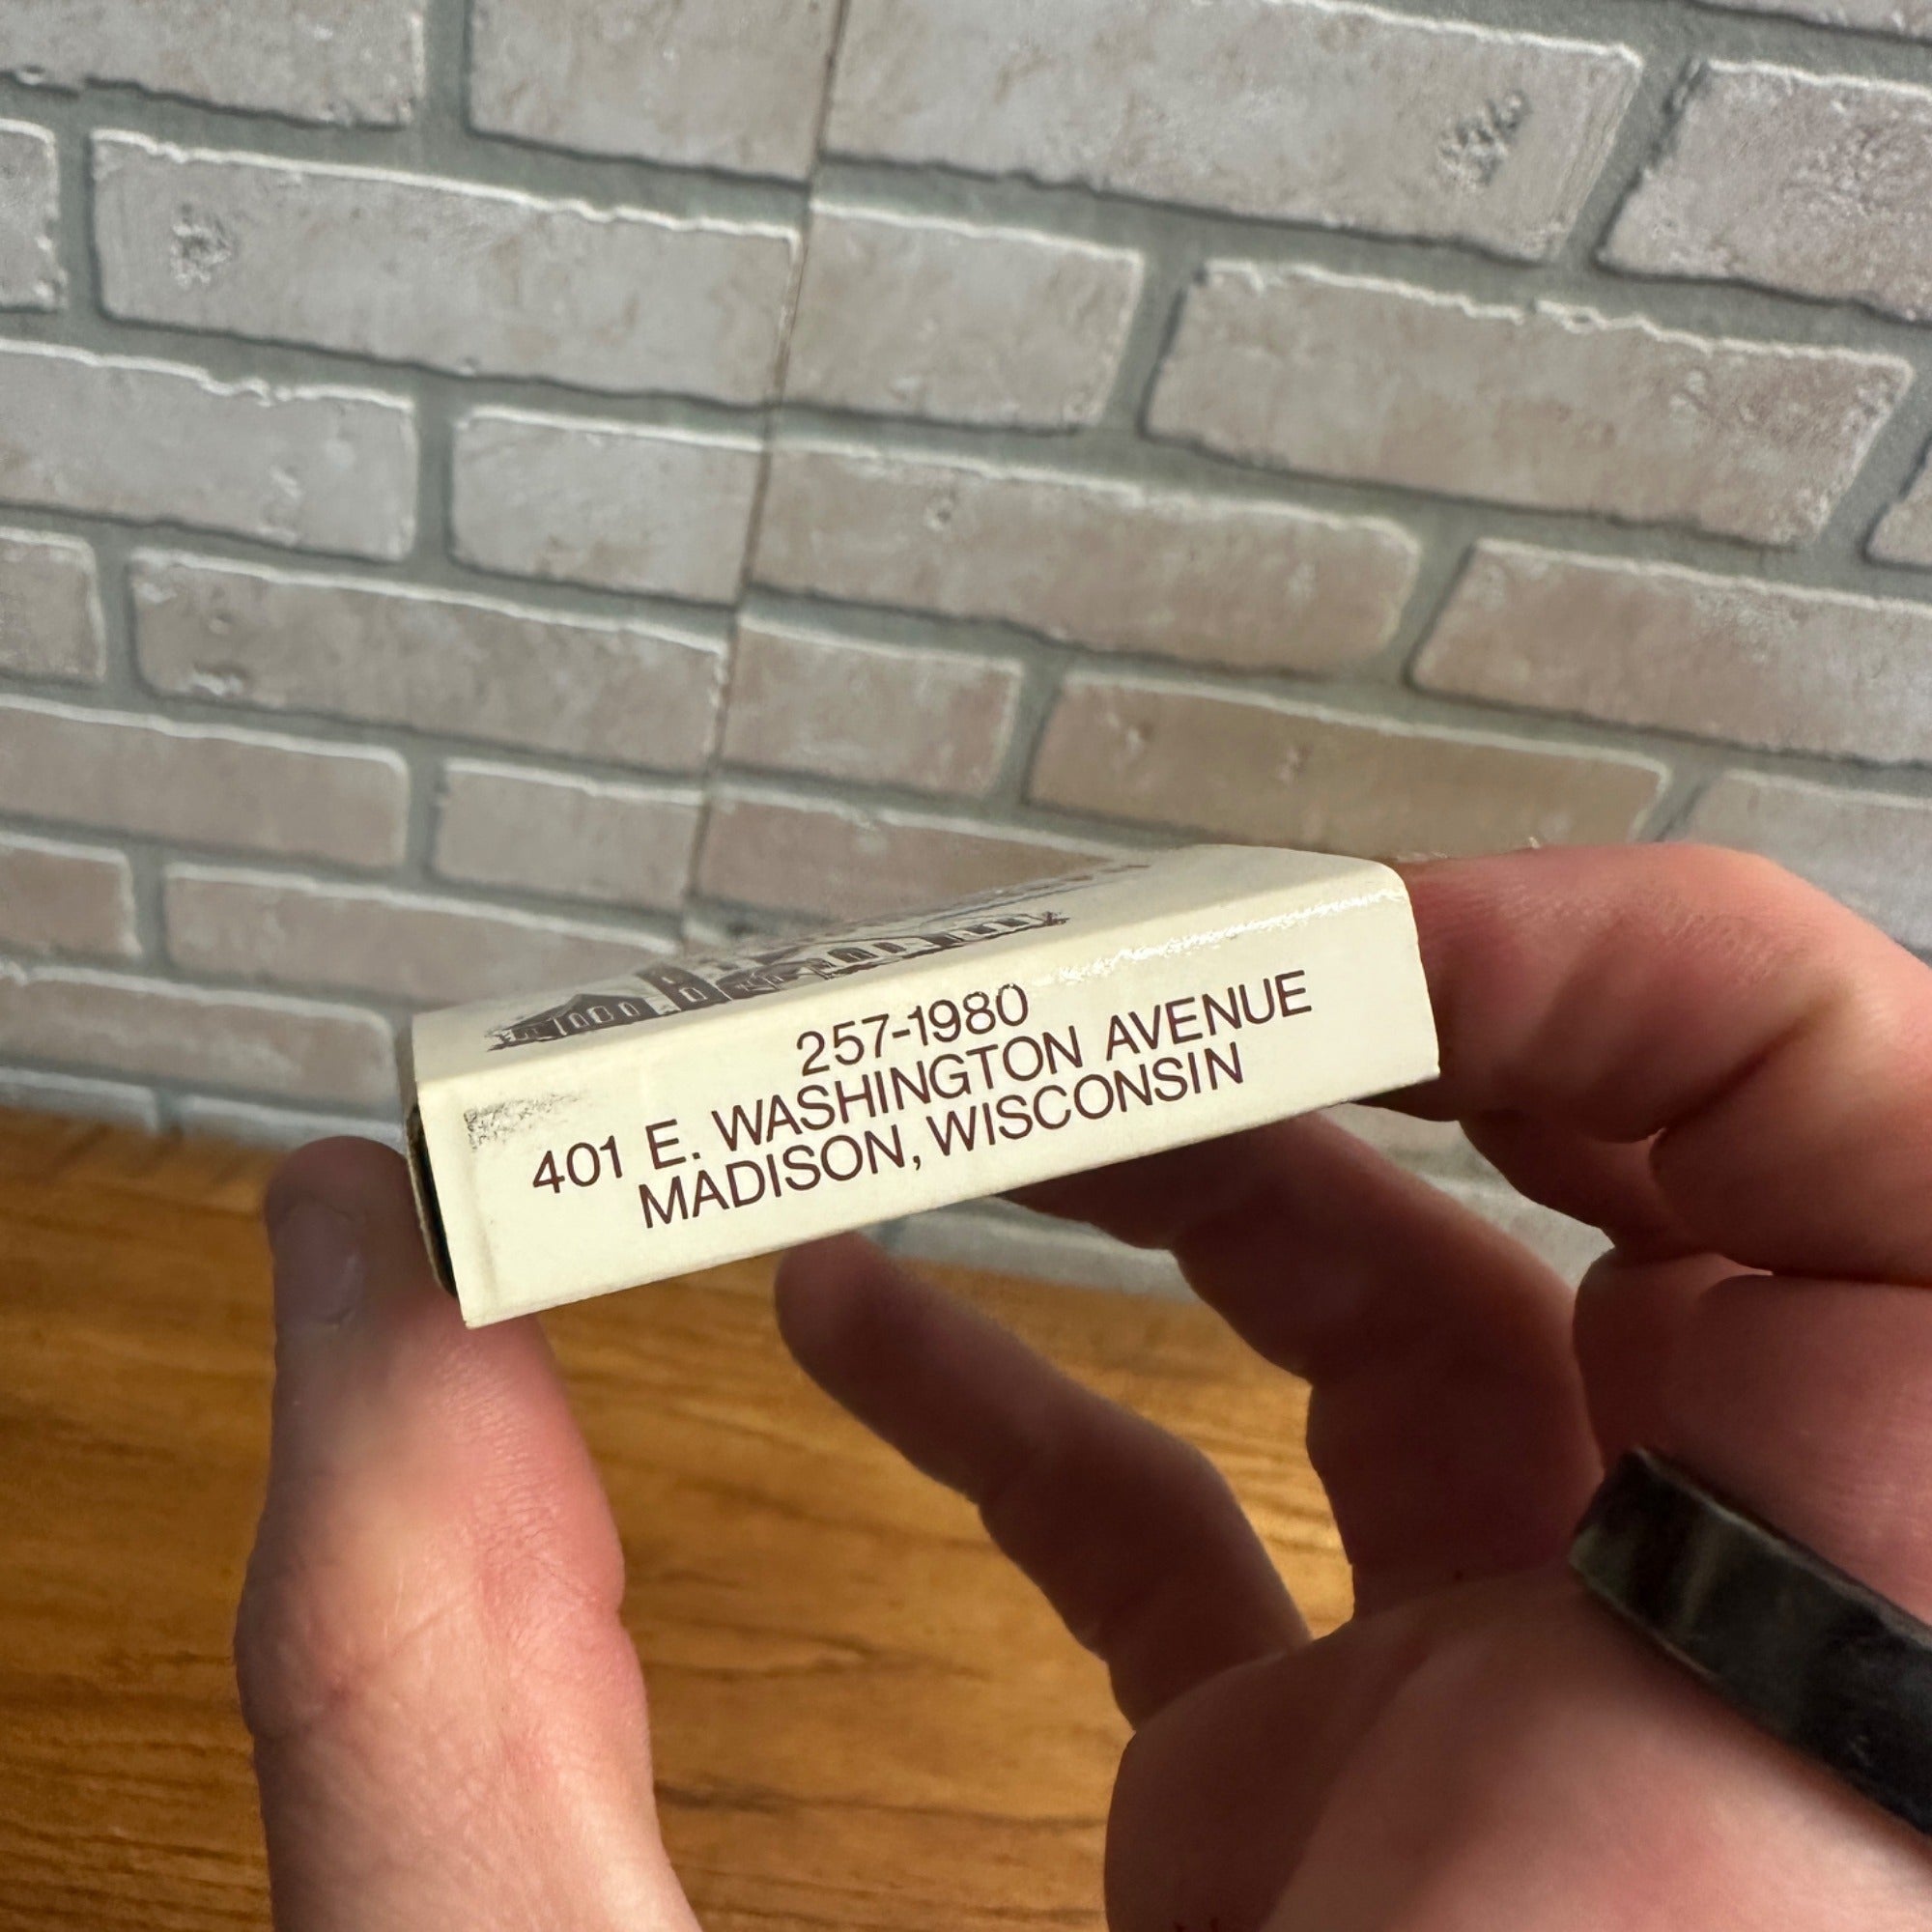 257-1980
401 E. WASHINGTON AVENUE
MADISON, WISCONSIN